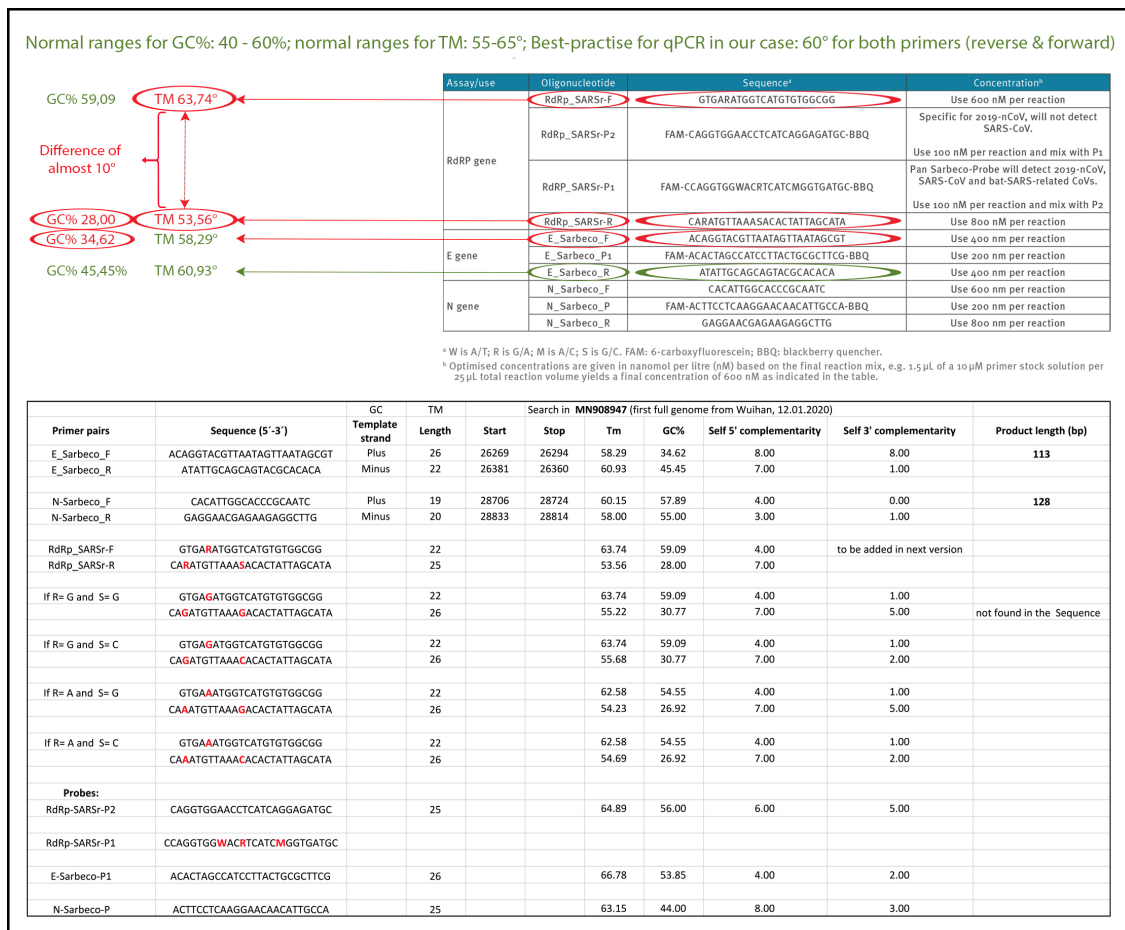 Normal ranges for GC%: 40 - 60%; normal ranges for TM: 55-65°; Best-practise for qPCR in our case: 60° for both primers (reverse & forward)
GC% 59,09 TM 63,74°
Difference of
almost 10°
GC% 28,00 TM 53,56°
GC% 34,62 TM 58,29°
GC% 45,45% TM 60,93°
Assay/use Oligonucleotide Sequenceᵃ Concentrationᵇ
RdRP gene
RdRp_SARSr-F GTGARATGGTCATGTGTGGCGG Use 600 nM per reaction
RdRp_SARSr-P2 FAM-CAGGTGGAACCTCATCAGGAGATGC-BBQ
Specific for 2019-nCoV, will not detect
SARS-CoV.
Use 100 nM per reaction and mix with P1
RdRP_SARSr-P1 FAM-CCAGGTGGWACRTCATCMGGTGATGC-BBQ
Pan Sarbeco-Probe will detect 2019-nCoV,
SARS-CoV and bat-SARS-related CoVs.
Use 100 nM per reaction and mix with P2
RdRp_SARSr-R CARATGTTAAASACACTATTAGCATA Use 800 nM per reaction
E gene
E_Sarbeco_F ACAGGTACGTTAATAGTTAATAGCGT Use 400 nm per reaction
E_Sarbeco_P1 FAM-ACACTAGCCATCCTTACTGCGCTTCG-BBQ Use 200 nm per reaction
E_Sarbeco_R ATATTGCAGCAGTACGCACACA Use 400 nm per reaction
N gene
N_Sarbeco_F CACATTGGCACCCGCAATC Use 600 nm per reaction
N_Sarbeco_P FAM-ACTTCCTCAAGGAACAACATTGCCA-BBQ Use 200 nm per reaction
N_Sarbeco_R GAGGAACGAGAAGAGGCTTG Use 800 nm per reaction
ᵃ W is A/T; R is G/A; M is A/C; S is G/C. FAM: 6-carboxyfluorescein; BBQ: blackberry quencher.
ᵇ Optimised concentrations are given in nanomol per litre (nM) based on the final reaction mix, e.g. 1.5 µL of a 10 µM primer stock solution per
25 µL total reaction volume yields a final concentration of 600 nM as indicated in the table.
GC TM Search in MN908947 (first full genome from Wuihan, 12.01.2020)
Primer pairs Sequence (5´-3´) Template strand Length Start Stop Tm GC% Self 5' complementarity Self 3' complementarity Product length (bp)
E_Sarbeco_F ACAGGTACGTTAATAGTTAATAGCGT Plus 26 26269 26294 58.29 34.62 8.00 8.00 113
E_Sarbeco_R ATATTGCAGCAGTACGCACACA Minus 22 26381 26360 60.93 45.45 7.00 1.00
N-Sarbeco_F CACATTGGCACCCGCAATC Plus 19 28706 28724 60.15 57.89 4.00 0.00 128
N-Sarbeco_R GAGGAACGAGAAGAGGCTTG Minus 20 28833 28814 58.00 55.00 3.00 1.00
RdRp_SARSr-F GTGARATGGTCATGTGTGGCGG 22 63.74 59.09 4.00 to be added in next version
RdRp_SARSr-R CARATGTTAAASACACTATTAGCATA 25 53.56 28.00 7.00
If R= G and S= G GTGAGATGGTCATGTGTGGCGG 22 63.74 59.09 4.00 1.00
CAGATGTTAAAGACACTATTAGCATA 26 55.22 30.77 7.00 5.00 not found in the Sequence
If R= G and S= C GTGAGATGGTCATGTGTGGCGG 22 63.74 59.09 4.00 1.00
CAGATGTTAAACACACTATTAGCATA 26 55.68 30.77 7.00 2.00
If R= A and S= G GTGAAATGGTCATGTGTGGCGG 22 62.58 54.55 4.00 1.00
CAAATGTTAAAGACACTATTAGCATA 26 54.23 26.92 7.00 5.00
If R= A and S= C GTGAAATGGTCATGTGTGGCGG 22 62.58 54.55 4.00 1.00
CAAATGTTAAACACACTATTAGCATA 26 54.69 26.92 7.00 2.00
Probes:
RdRp-SARSr-P2 CAGGTGGAACCTCATCAGGAGATGC 25 64.89 56.00 6.00 5.00
RdRp-SARSr-P1 CCAGGTGGWACRTCATCMGGTGATGC
E-Sarbeco-P1 ACACTAGCCATCCTTACTGCGCTTCG 26 66.78 53.85 4.00 2.00
N-Sarbeco-P ACTTCCTCAAGGAACAACATTGCCA 25 63.15 44.00 8.00 3.00